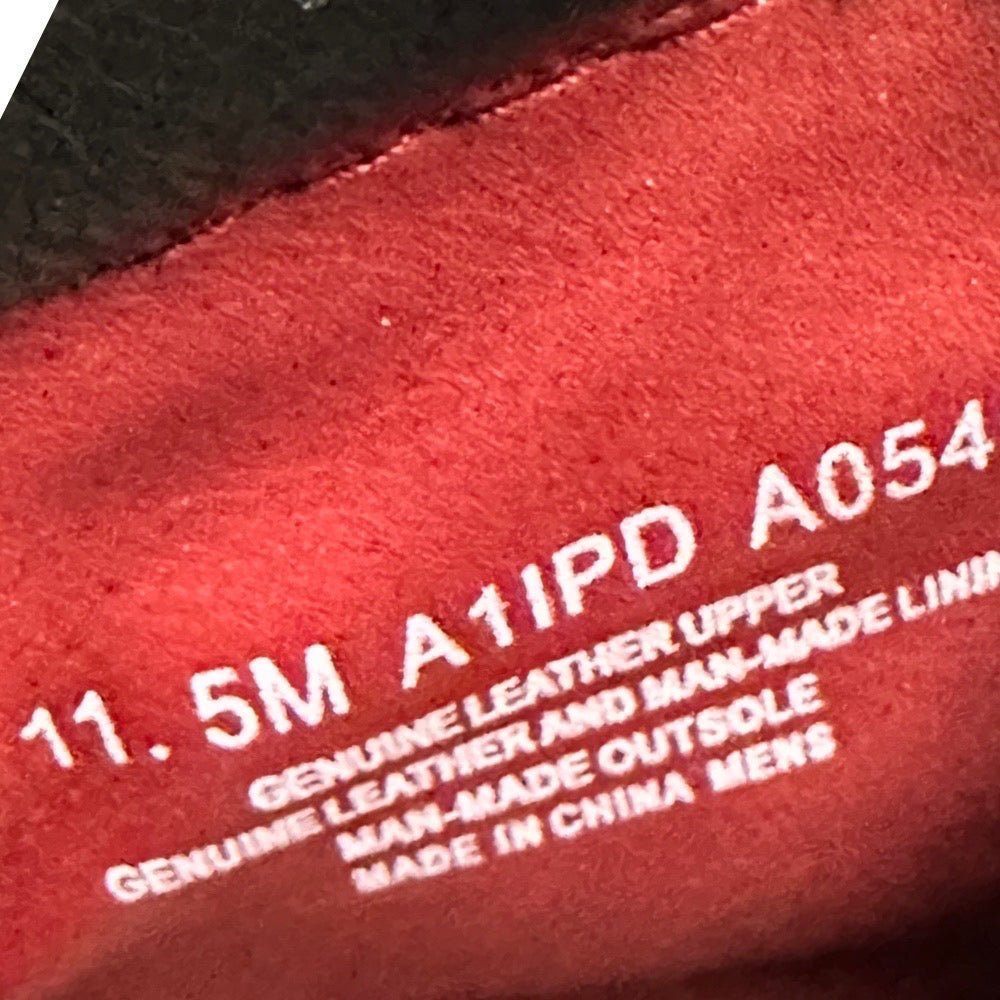 11. 5M A1IPD A054
GENUINE LEATHER UPPER
GENUINE LEATHER AND MAN-MADE LININ
MAN-MADE OUTSOLE
MADE IN CHINA MENS